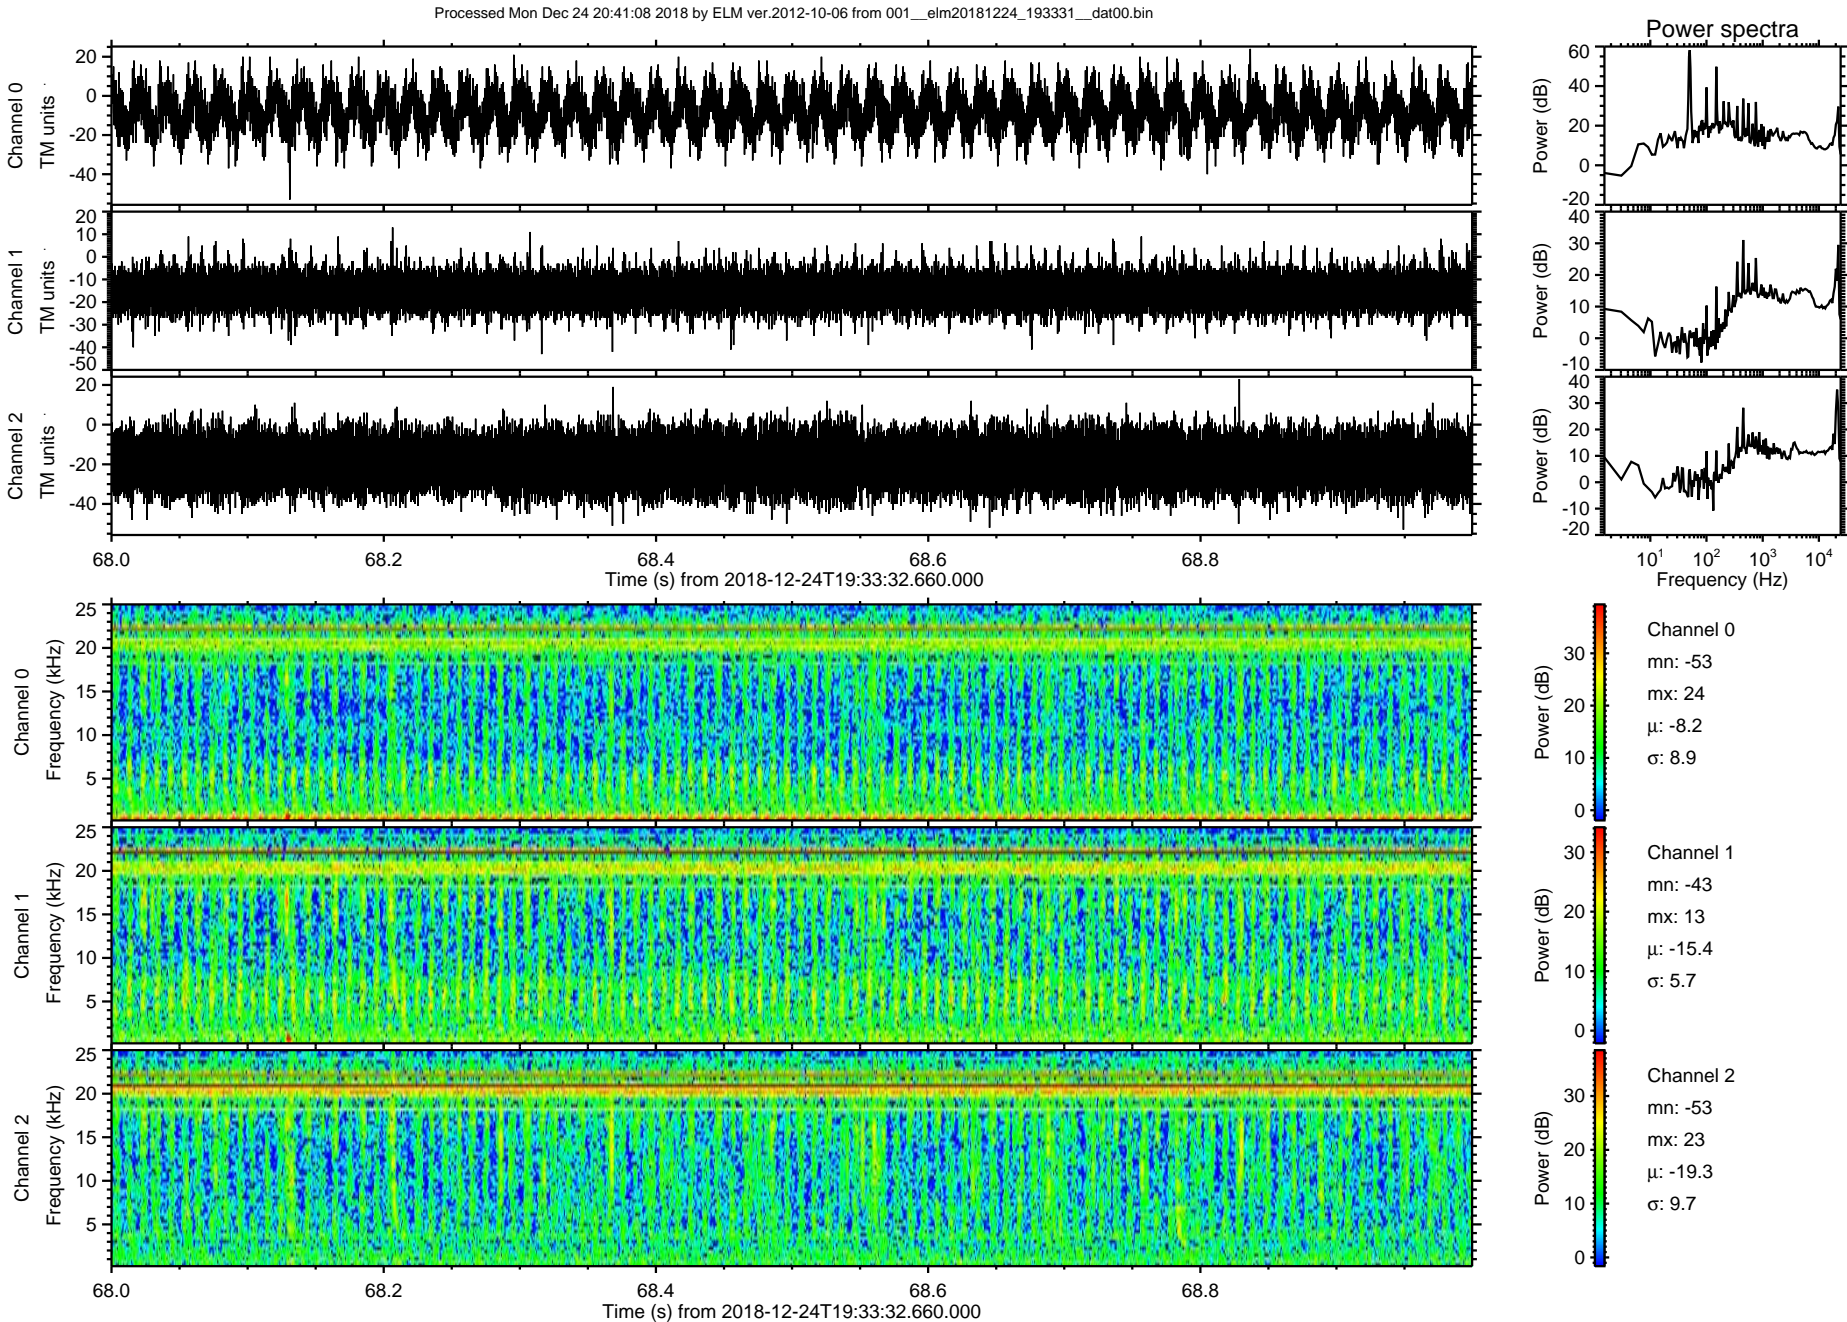 Processed Mon Dec 24 20:41:08 2018 by ELM ver.2012-10-06 from 001__elm20181224_193331__dat00.bin
Power spectra
Channel 0
TM units
20
0
-20
-40
Power (dB)
60
40
20
0
-20
Channel 1
TM units
20
10
0
-10
-20
-30
-40
-50
Power (dB)
40
30
20
10
0
-10
Channel 2
TM units
20
0
-20
-40
Power (dB)
40
30
20
10
0
-10
-20
68.0 68.2 68.4 68.6 68.8
Time (s) from 2018-12-24T19:33:32.660.000
10^1 10^2 10^3 10^4
Frequency (Hz)
Channel 0
Frequency (kHz)
25
20
15
10
5
Power (dB)
30
20
10
0
Channel 0
mn: -53
mx: 24
μ: -8.2
σ: 8.9
Channel 1
Frequency (kHz)
25
20
15
10
5
Power (dB)
30
20
10
0
Channel 1
mn: -43
mx: 13
μ: -15.4
σ: 5.7
Channel 2
Frequency (kHz)
25
20
15
10
5
Power (dB)
30
20
10
0
Channel 2
mn: -53
mx: 23
μ: -19.3
σ: 9.7
68.0 68.2 68.4 68.6 68.8
Time (s) from 2018-12-24T19:33:32.660.000